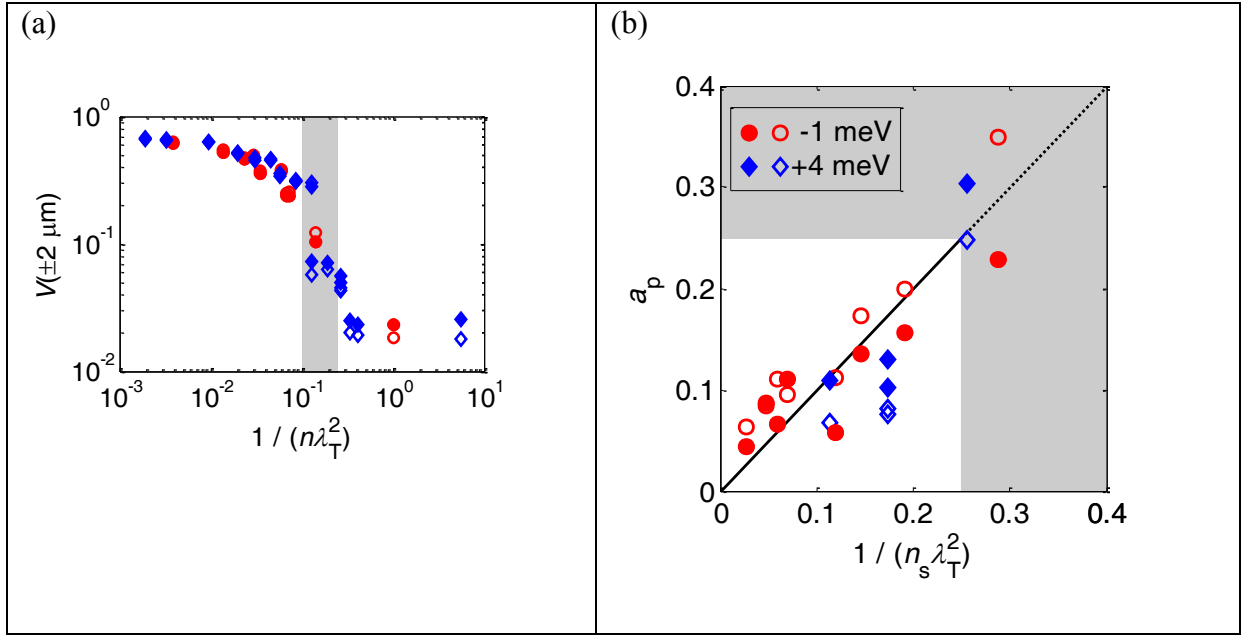 (a)
10^0
10^-1
10^-2
V(±2 μm)
10^-3 10^-2 10^-1 10^0 10^1
1 / (nλ_T^2)
(b)
0.4
0.3
0.2
0.1
0
a_p
-1 meV
+4 meV
0 0.1 0.2 0.3 0.4
1 / (n_s λ_T^2)